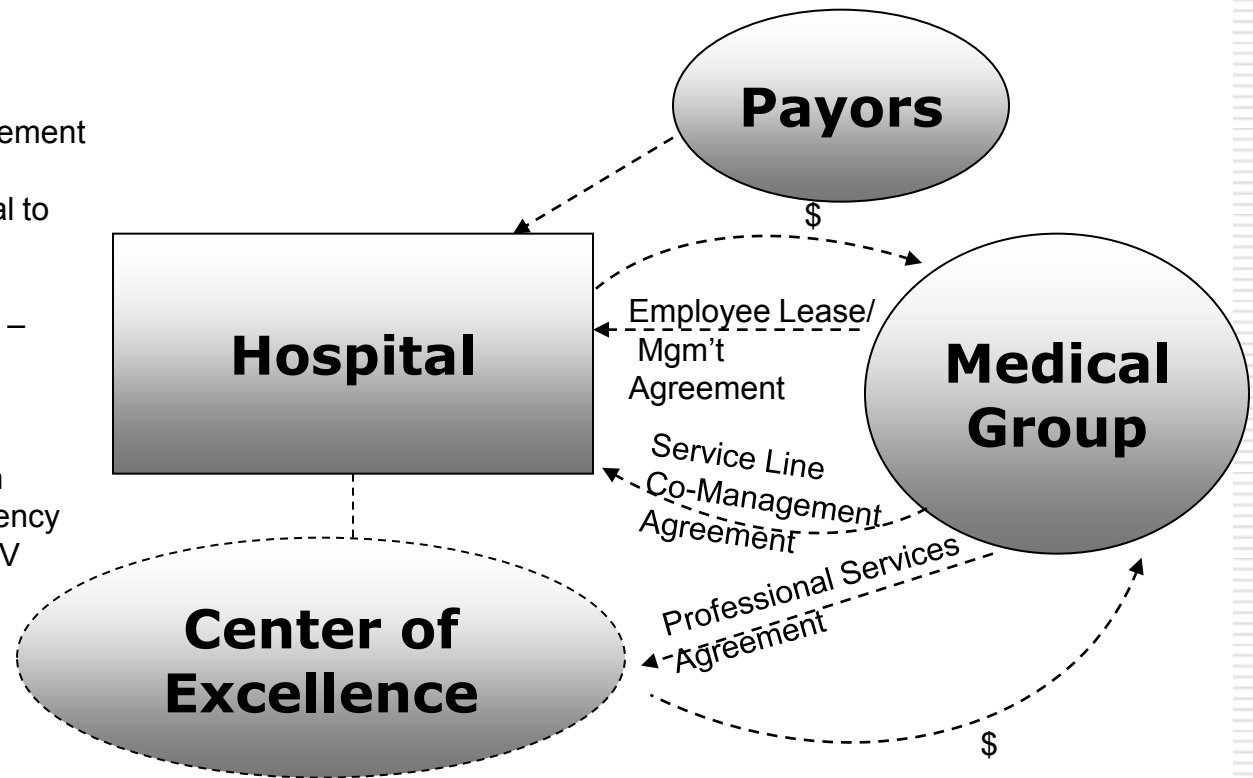 ement
al to
–
n
ency
V
Payors
$
Hospital
Employee Lease/
Mgm't
Agreement
Medical
Group
Service Line
Co-Management
Agreement
Professional Services
Agreement
Center of
Excellence
$